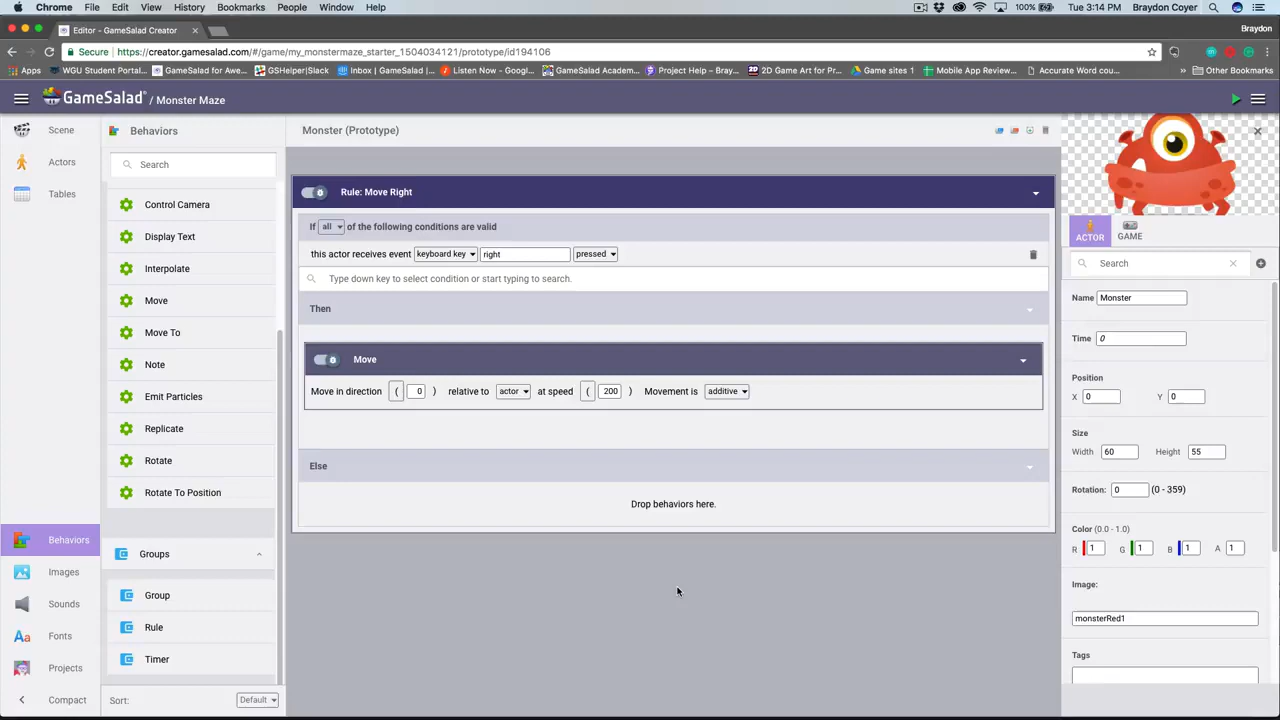 Chrome File Edit View History Bookmarks People Window Help 100% Tue 3:14 PM Braydon Coyer
Editor - GameSalad Creator Braydon
Secure https://creator.gamesalad.com/#/game/my_monstermaze_starter_1504034121/prototype/id194106
Apps WGU Student Portal... GameSalad for Awe... GSHelper|Slack Inbox | GameSalad |... Listen Now - Googl... GameSalad Academ... Project Help - Bray... 2D Game Art for Pr... Game sites 1 Mobile App Review... Accurate Word cou... » Other Bookmarks
GameSalad® / Monster Maze
Scene
Actors
Tables
Behaviors
Images
Sounds
Fonts
Projects
Compact
Behaviors
Search
Control Camera
Display Text
Interpolate
Move
Move To
Note
Emit Particles
Replicate
Rotate
Rotate To Position
Groups
Group
Rule
Timer
Sort: Default
Monster (Prototype)
Rule: Move Right
If all of the following conditions are valid
this actor receives event keyboard key right pressed
Type down key to select condition or start typing to search.
Then
Move
Move in direction ( 0 ) relative to actor at speed ( 200 ) Movement is additive
Else
Drop behaviors here.
ACTOR GAME
Search
Name Monster
Time 0
Position
X 0 Y 0
Size
Width 60 Height 55
Rotation: 0 (0 - 359)
Color (0.0 - 1.0)
R 1 G 1 B 1 A 1
Image:
monsterRed1
Tags